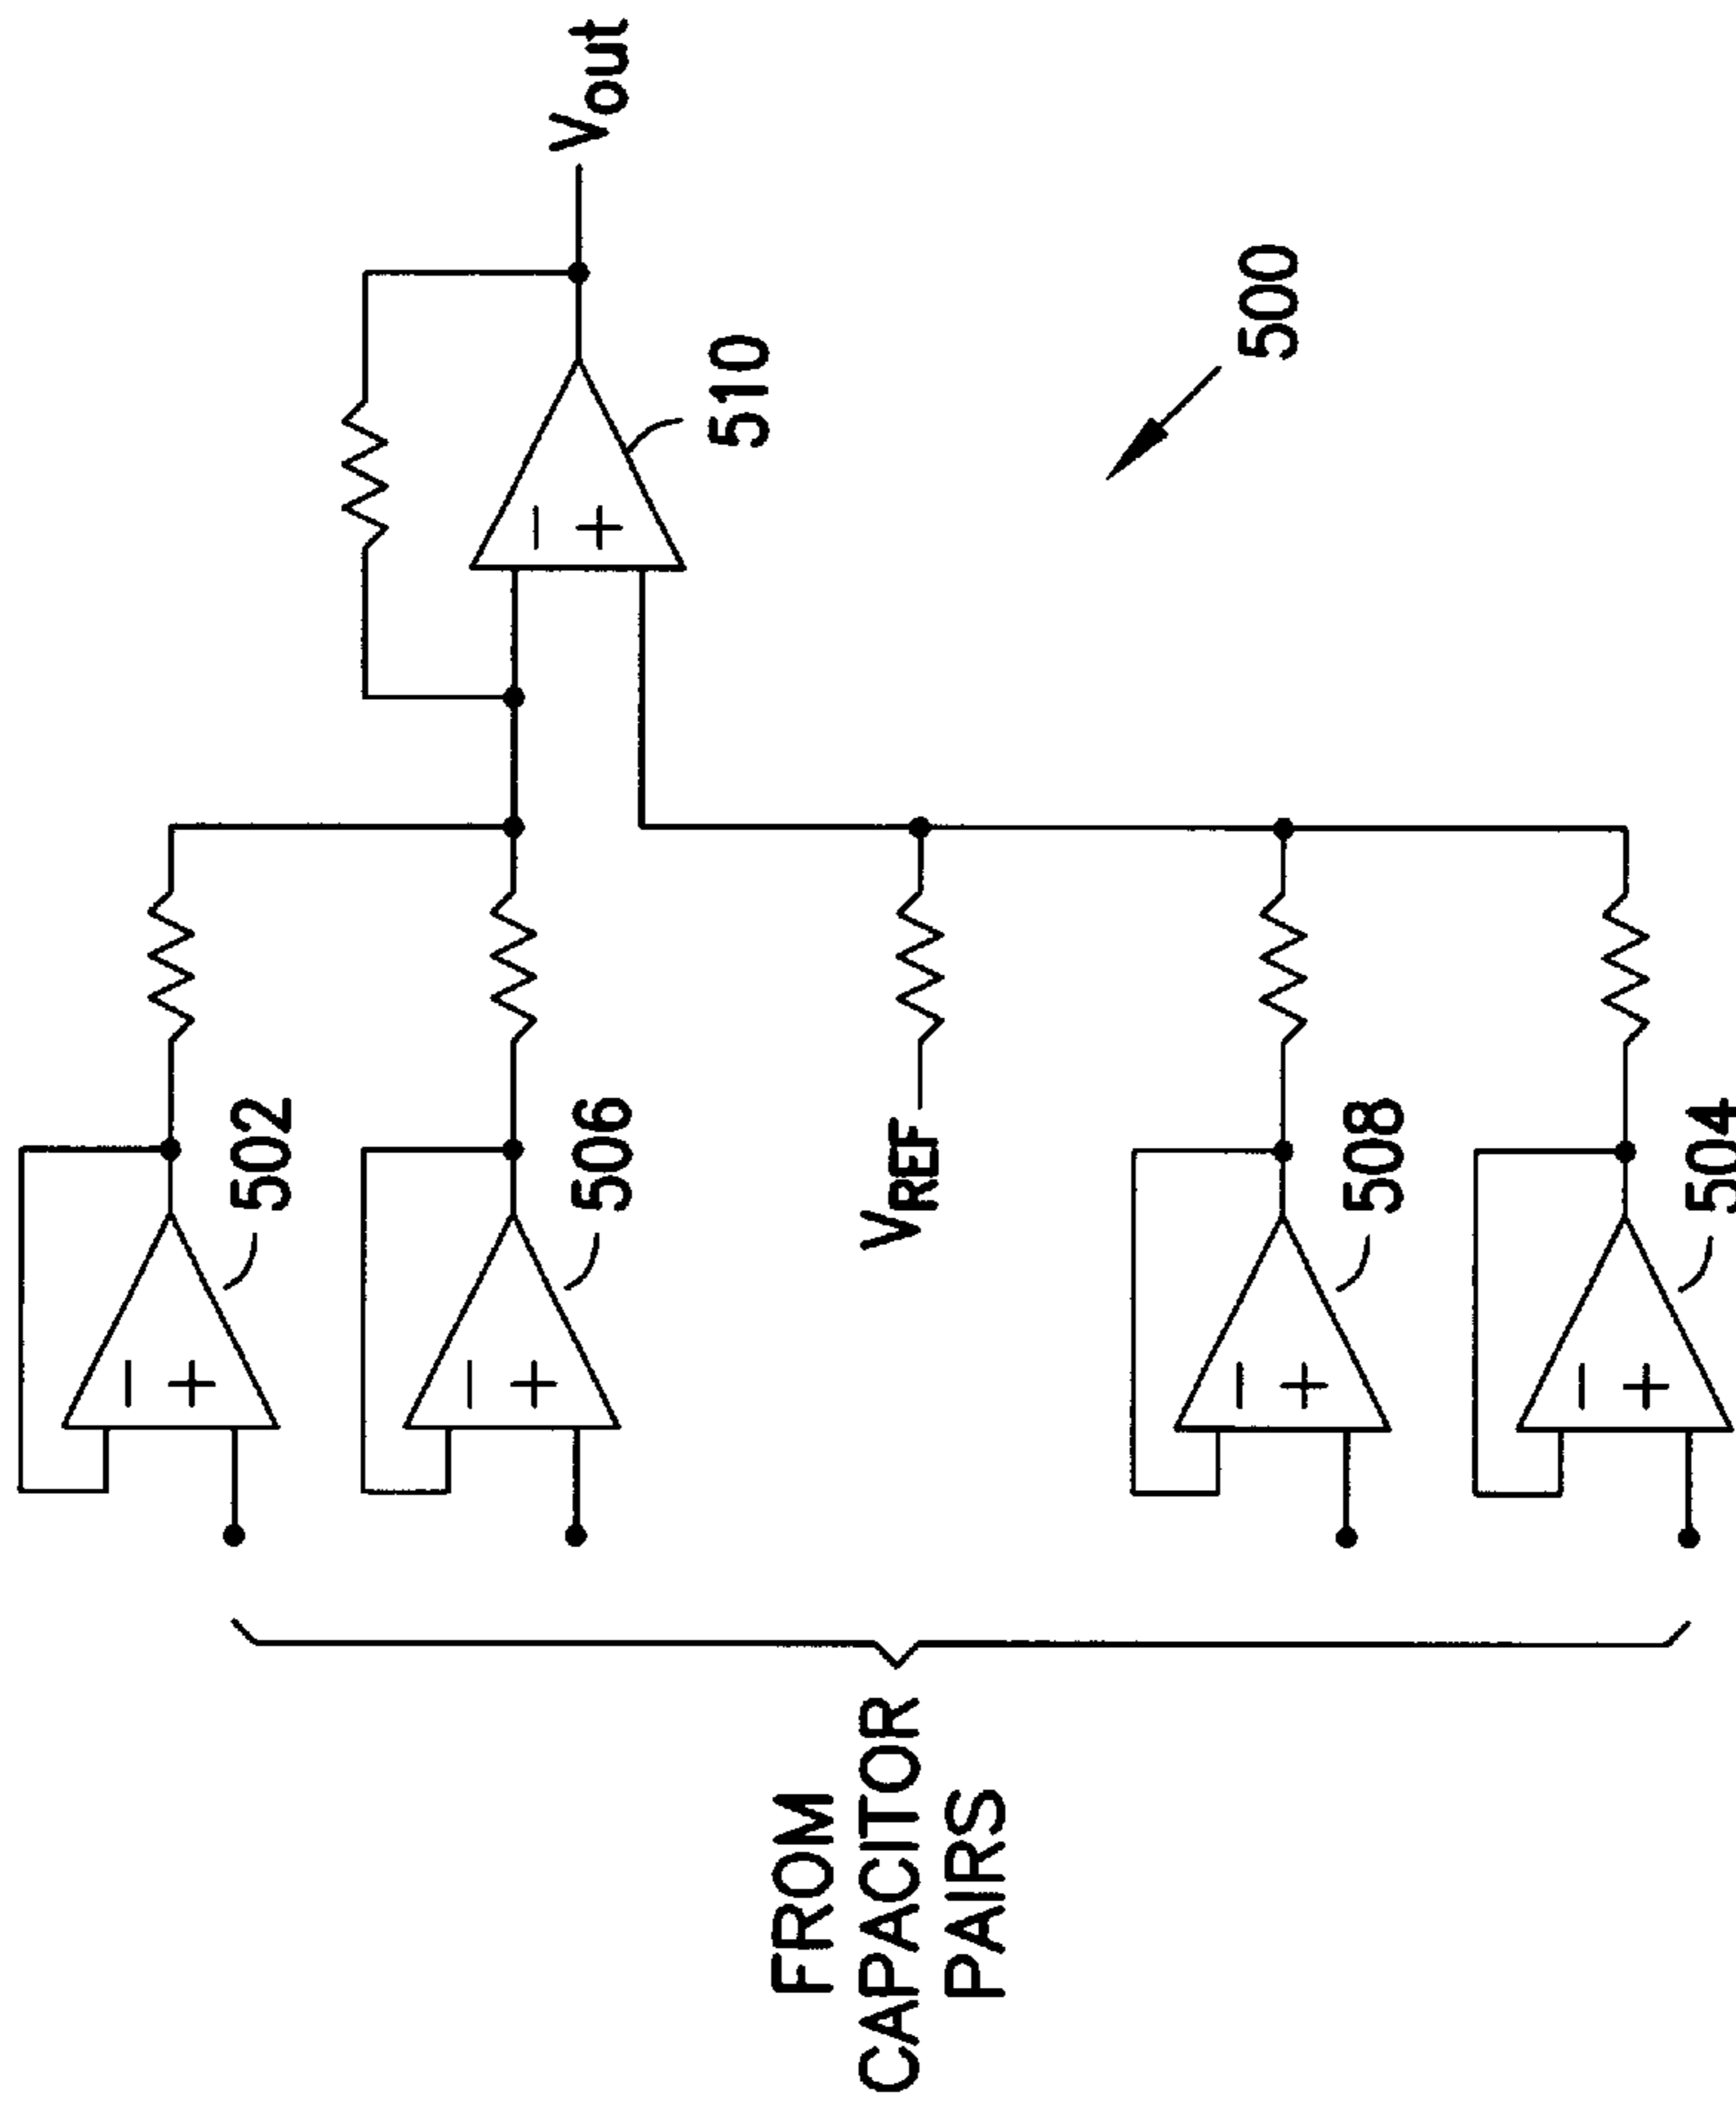 502
506
510
Vout
FROM
CAPACITOR
PAIRS
VREF
500
508
504